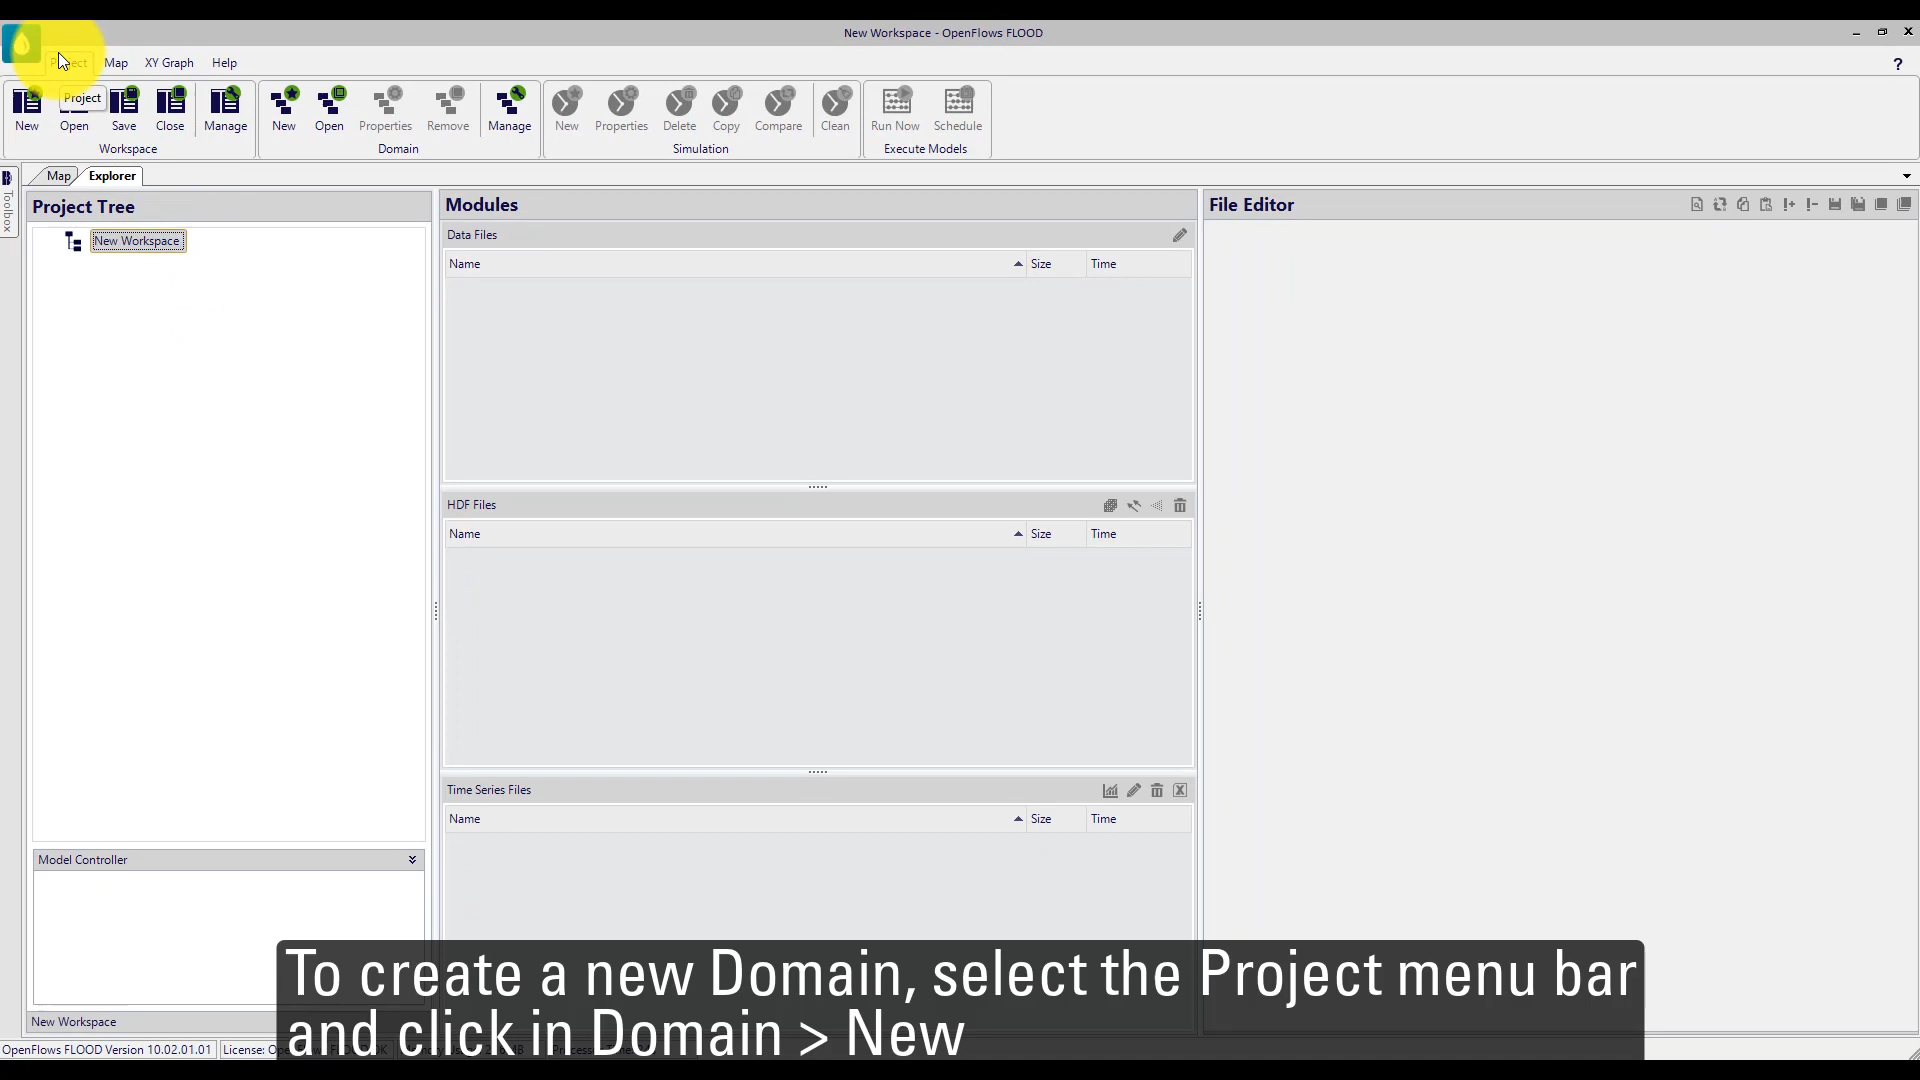 New Workspace - OpenFlows FLOOD
Project Map XY Graph Help
?
Project
New Open Save Close Manage
Workspace
New Open Properties Remove Manage
Domain
New Properties Delete Copy Compare Clean
Simulation
Run Now Schedule
Execute Models
Toolbox
Map Explorer
Project Tree
New Workspace
Modules
Data Files
Name Size Time
HDF Files
Name Size Time
Time Series Files
Name Size Time
File Editor
Model Controller
New Workspace
To create a new Domain, select the Project menu bar
and click in Domain > New
OpenFlows FLOOD Version 10.02.01.01 License: